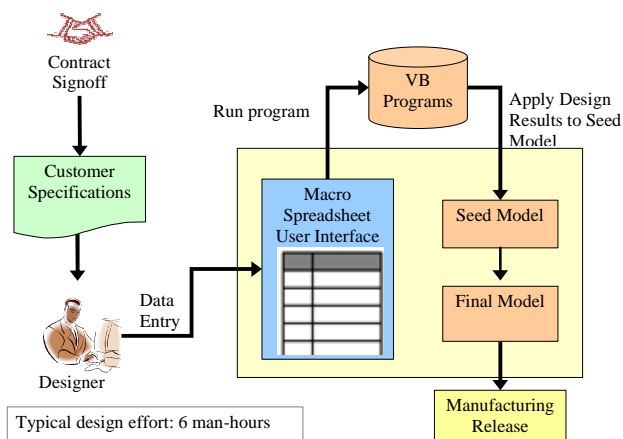 Contract
Signoff
Customer
Specifications
Designer
Data
Entry
Macro
Spreadsheet
User Interface
Run program
VB
Programs
Apply Design
Results to Seed
Model
Seed Model
Final Model
Manufacturing
Release
Typical design effort: 6 man-hours